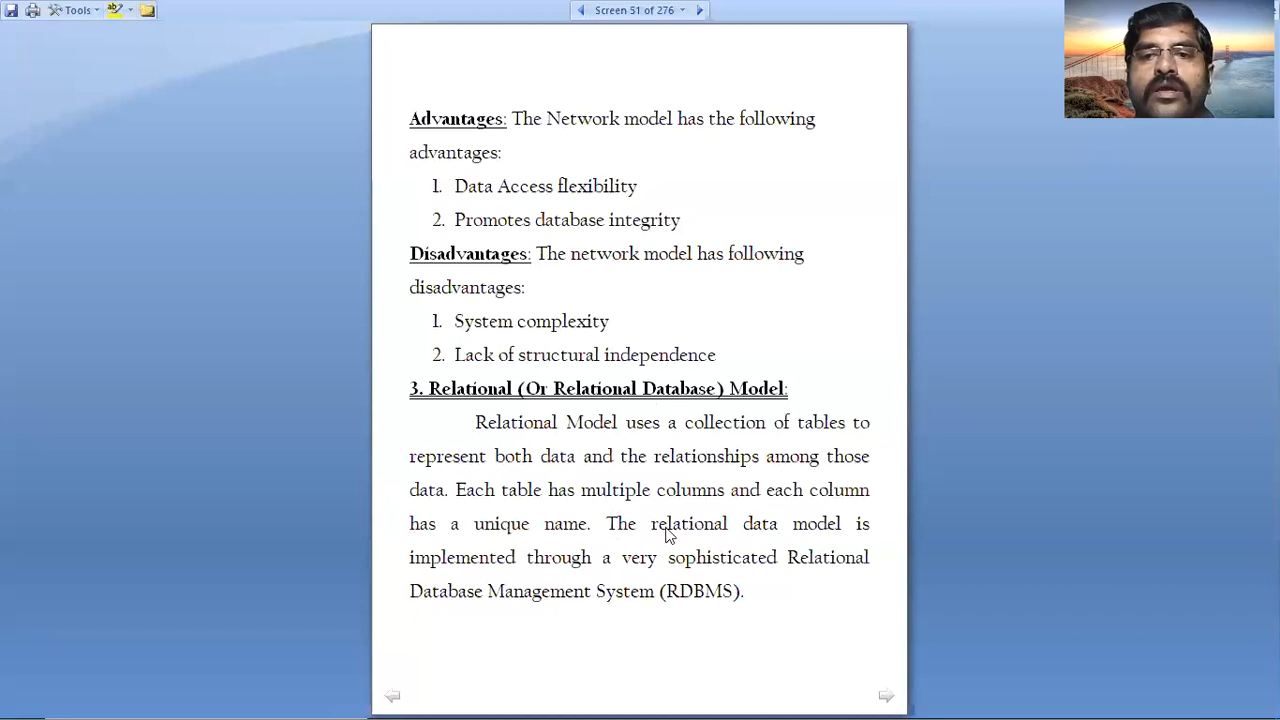 Tools
Screen 51 of 276
Advantages: The Network model has the following
advantages:
1. Data Access flexibility
2. Promotes database integrity
Disadvantages: The network model has following
disadvantages:
1. System complexity
2. Lack of structural independence
3. Relational (Or Relational Database) Model:
Relational Model uses a collection of tables to
represent both data and the relationships among those
data. Each table has multiple columns and each column
has a unique name. The relational data model is
implemented through a very sophisticated Relational
Database Management System (RDBMS).